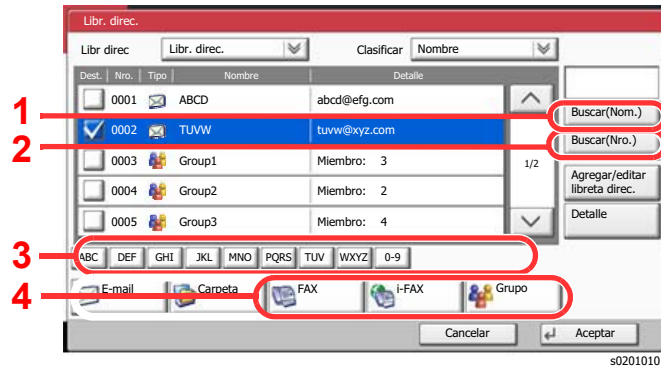 Libr. direc.
Libr direc Libr. direc. Clasificar Nombre
Dest. Nro. Tipo Nombre Detalle
0001 ABCD abcd@efg.com
1 Buscar(Nom.)
0002 TUVW tuvw@xyz.com
2 Buscar(Nro.)
0003 Group1 Miembro: 3 1/2
Agregar/editar
libreta direc.
0004 Group2 Miembro: 2
Detalle
0005 Group3 Miembro: 4
3 ABC DEF GHI JKL MNO PQRS TUV WXYZ 0-9
4 E-mail Carpeta FAX i-FAX Grupo
Cancelar Aceptar
s0201010